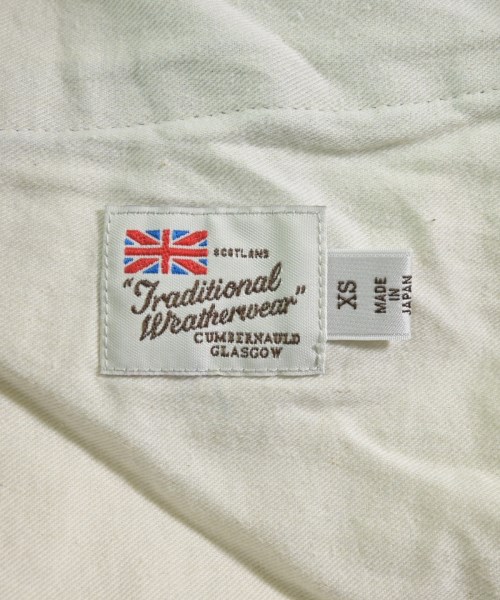 SCOTLAND
"Traditional
Weatherwear"
CUMBERNAULD
GLASGOW
XS
MADE
IN
JAPAN